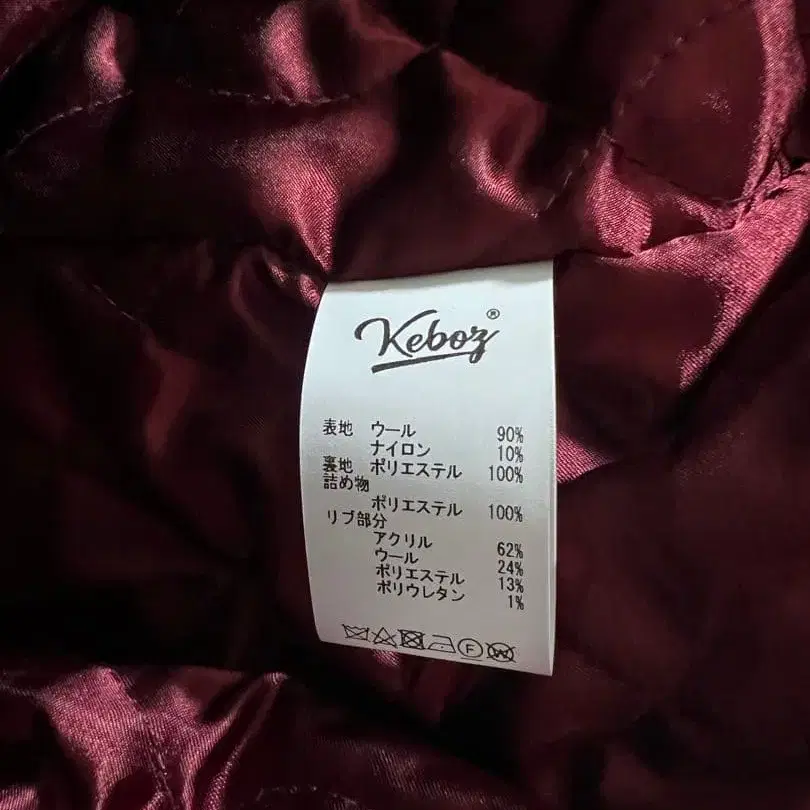 Keboz®
表地 ウール 90%
ナイロン 10%
裏地 ポリエステル 100%
詰め物
ポリエステル 100%
リブ部分
アクリル 62%
ウール 24%
ポリエステル 13%
ポリウレタン 1%
F W